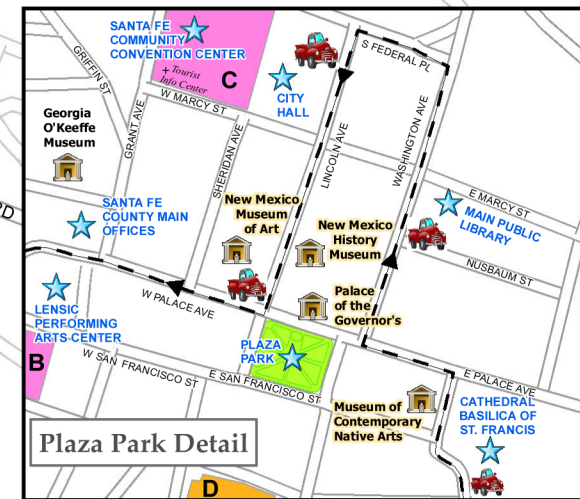 SANTA FE
COMMUNITY
CONVENTION CENTER
+ Tourist
Info Center
C
GRIFFIN ST
S FEDERAL PL
CITY
HALL
W MARCY ST
Georgia
O'Keeffe
Museum
GRANT AVE
SHERIDAN AVE
LINCOLN AVE
WASHINGTON AVE
E MARCY ST
MAIN PUBLIC
LIBRARY
NUSBAUM ST
RD
SANTA FE
COUNTY MAIN
OFFICES
New Mexico
Museum
of Art
New Mexico
History
Museum
Palace
of the
Governor's
W PALACE AVE
LENSIC
PERFORMING
ARTS CENTER
B
PLAZA
PARK
W SAN FRANCISCO ST
E SAN FRANCISCO ST
E PALACE AVE
Museum of
Contemporary
Native Arts
CATHEDRAL
BASILICA OF
ST. FRANCIS
Plaza Park Detail
D